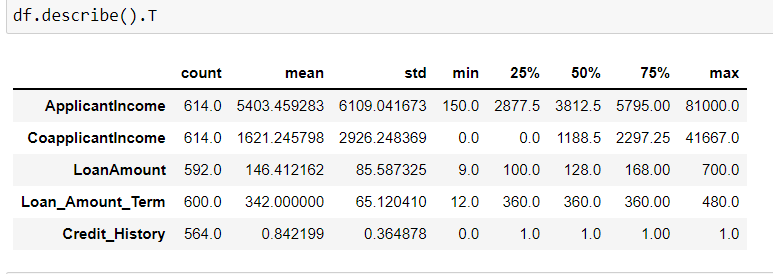 df.describe().T
count mean std min 25% 50% 75% max
ApplicantIncome 614.0 5403.459283 6109.041673 150.0 2877.5 3812.5 5795.00 81000.0
CoapplicantIncome 614.0 1621.245798 2926.248369 0.0 0.0 1188.5 2297.25 41667.0
LoanAmount 592.0 146.412162 85.587325 9.0 100.0 128.0 168.00 700.0
Loan_Amount_Term 600.0 342.000000 65.120410 12.0 360.0 360.0 360.00 480.0
Credit_History 564.0 0.842199 0.364878 0.0 1.0 1.0 1.00 1.0